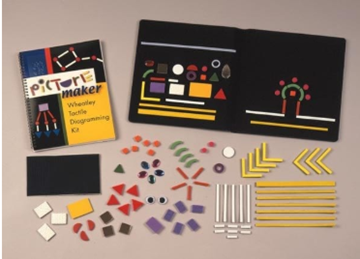 PICTURE
maker
Wheatley
Tactile
Diagramming
Kit